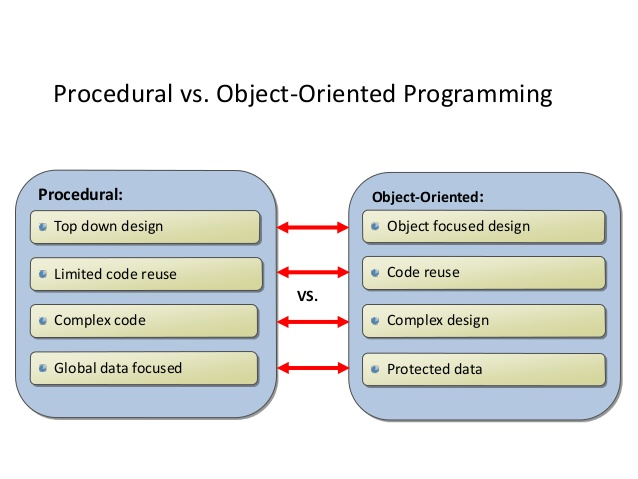 Procedural vs. Object-Oriented Programming
Procedural:
Top down design
Limited code reuse
Complex code
Global data focused
VS.
Object-Oriented:
Object focused design
Code reuse
Complex design
Protected data